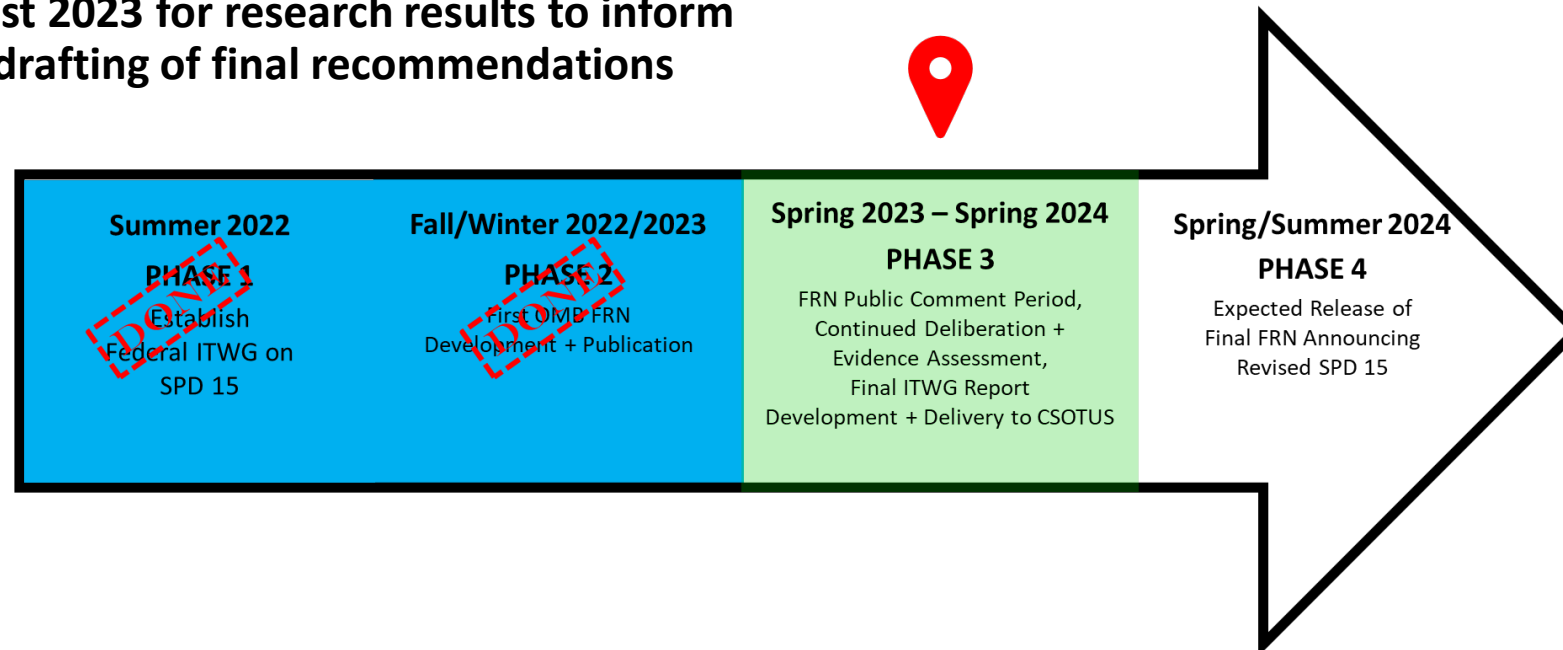 st 2023 for research results to inform
drafting of final recommendations
Summer 2022
PHASE 1
DONE
Establish
Federal ITWG on
SPD 15
Fall/Winter 2022/2023
PHASE 2
DONE
First OMB FRN
Development + Publication
Spring 2023 – Spring 2024
PHASE 3
FRN Public Comment Period,
Continued Deliberation +
Evidence Assessment,
Final ITWG Report
Development + Delivery to CSOTUS
Spring/Summer 2024
PHASE 4
Expected Release of
Final FRN Announcing
Revised SPD 15